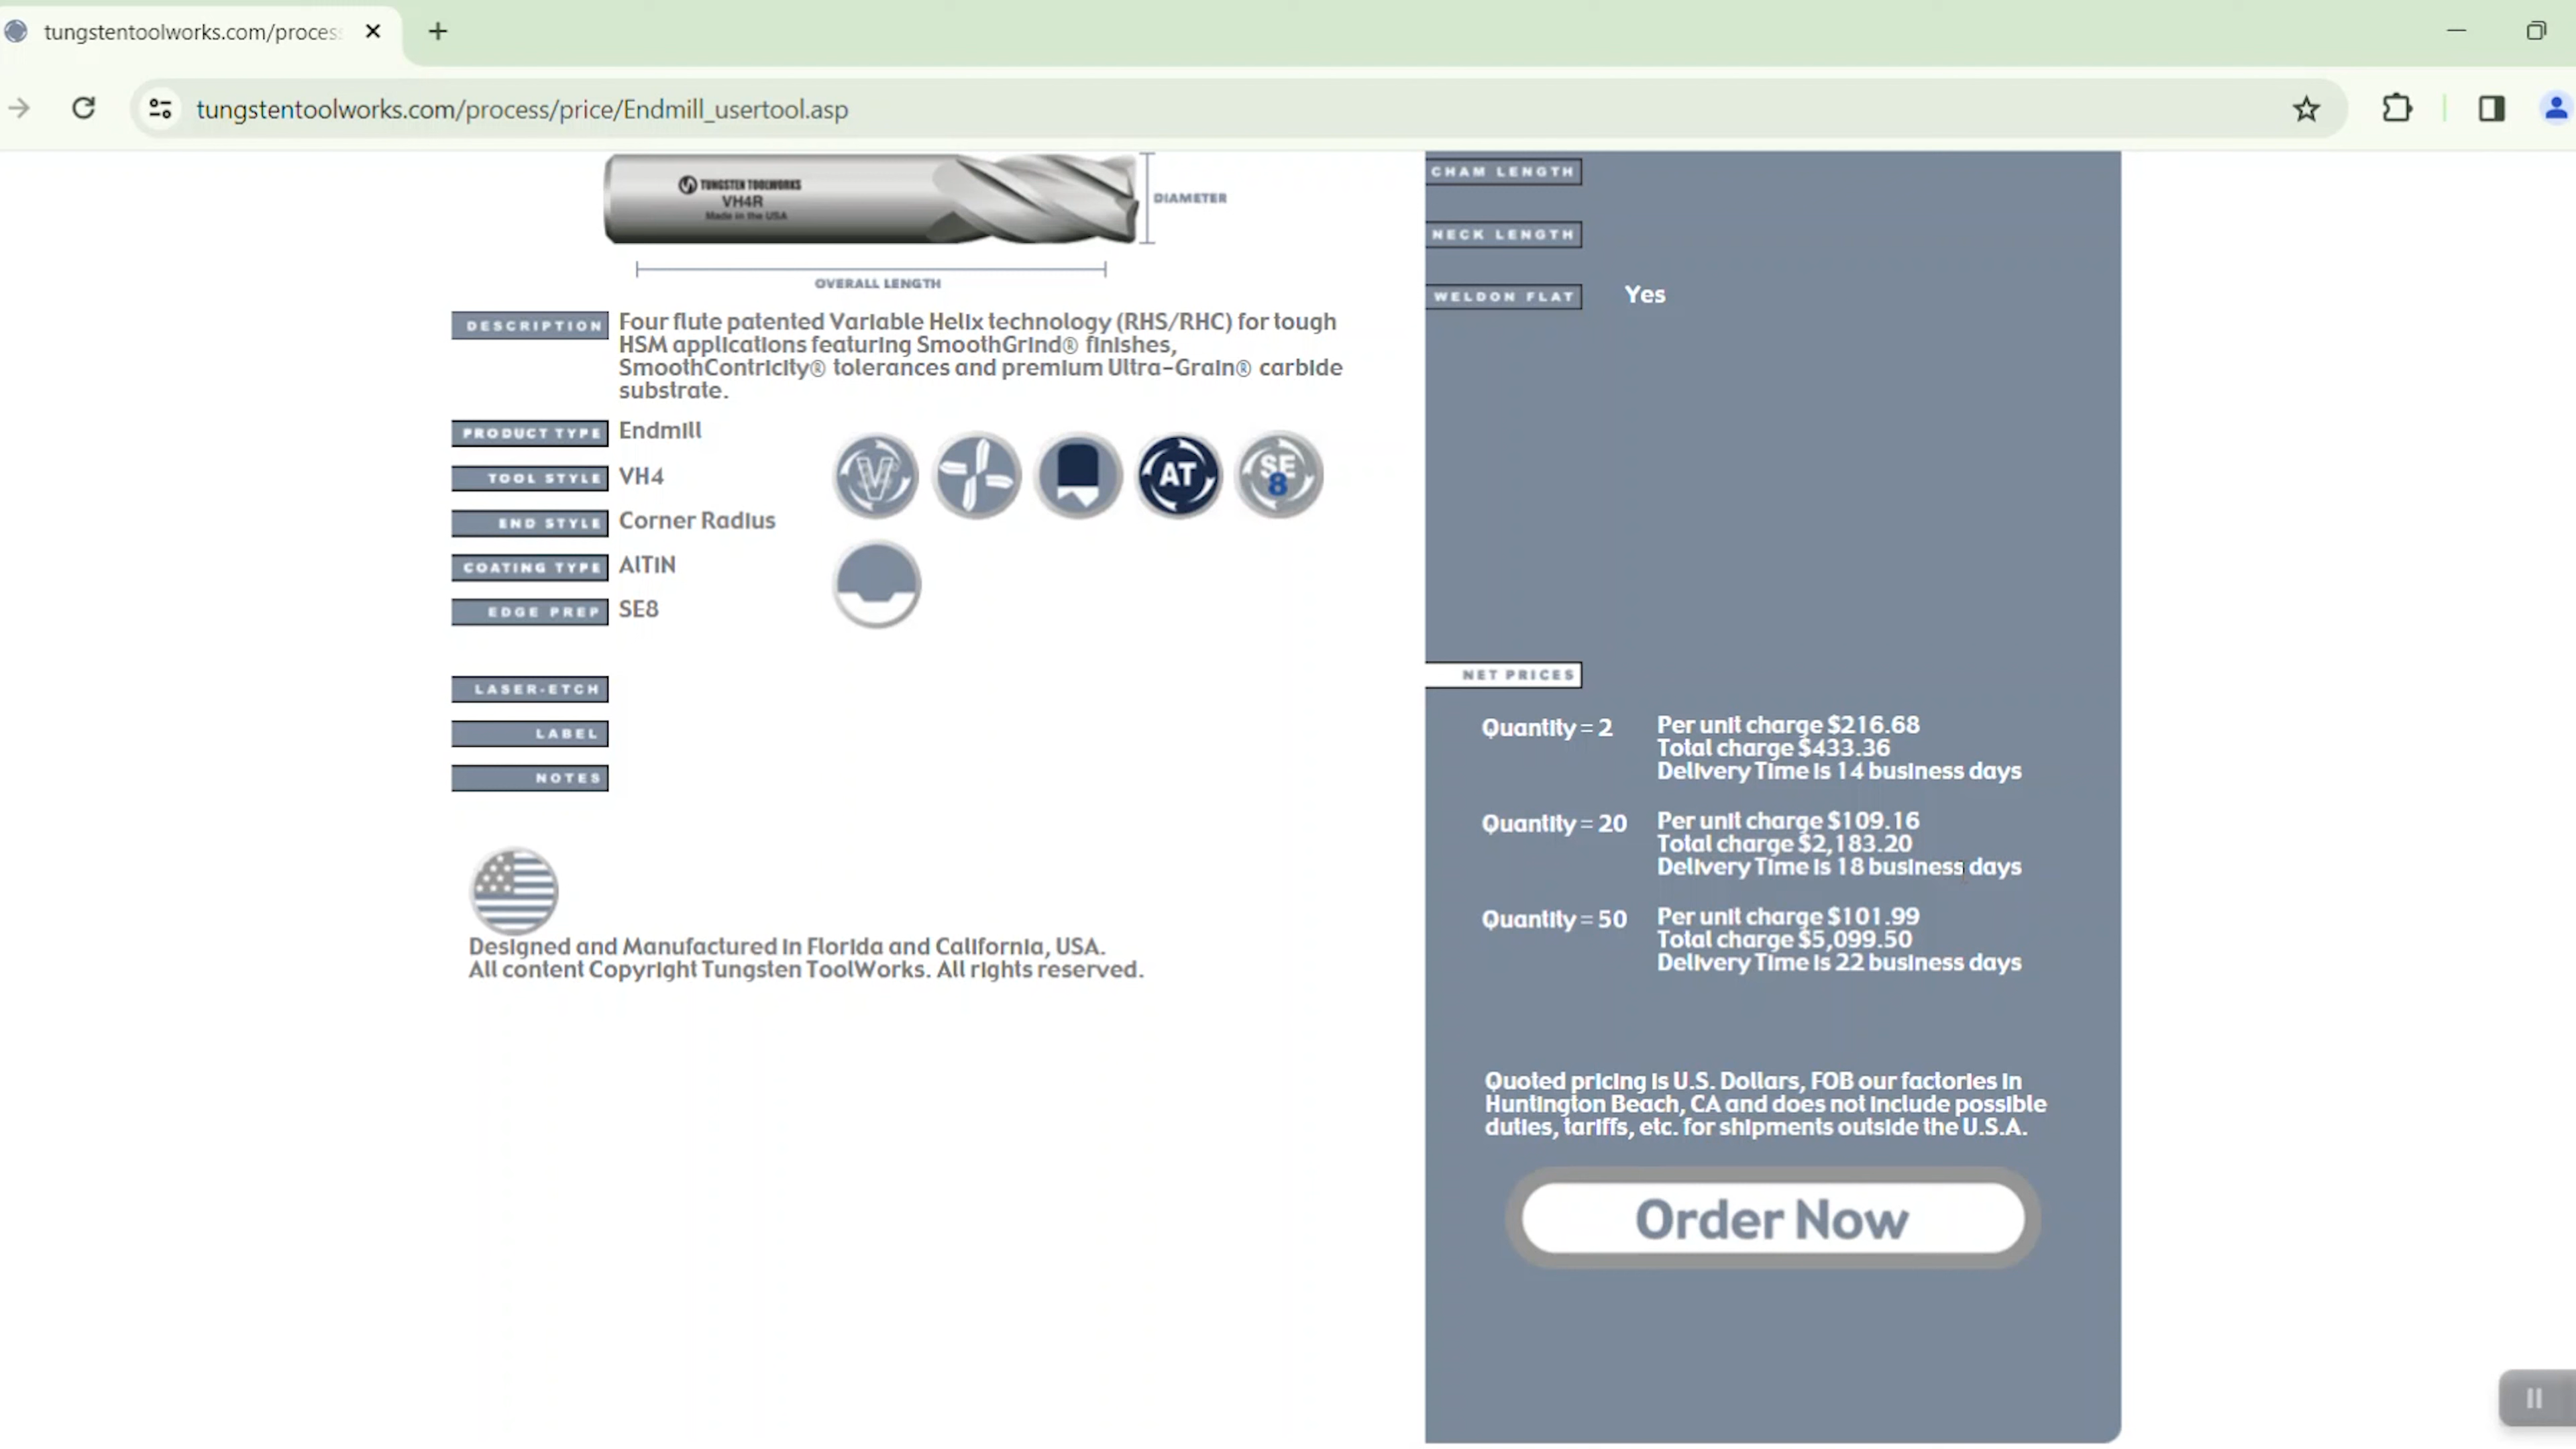 tungstentoolworks.com/process
tungstentoolworks.com/process/price/Endmill_usertool.asp
TUNGSTEN TOOLWORKS
VH4R
Made in the USA
DIAMETER
OVERALL LENGTH
DESCRIPTION
Four flute patented Variable Helix technology (RHS/RHC) for tough
HSM applications featuring SmoothGrind® finishes,
SmoothContricity® tolerances and premium Ultra-Grain® carbide
substrate.
PRODUCT TYPE Endmill
TOOL STYLE VH4
END STYLE Corner Radius
COATING TYPE AlTiN
EDGE PREP SE8
V
AT
SE
8
LASER-ETCH
LABEL
NOTES
Designed and Manufactured in Florida and California, USA.
All content Copyright Tungsten ToolWorks. All rights reserved.
CHAM LENGTH
NECK LENGTH
WELDON FLAT Yes
NET PRICES
Quantity = 2 Per unit charge $216.68
Total charge $433.36
Delivery Time is 14 business days
Quantity = 20 Per unit charge $109.16
Total charge $2,183.20
Delivery Time is 18 business days
Quantity = 50 Per unit charge $101.99
Total charge $5,099.50
Delivery Time is 22 business days
Quoted pricing is U.S. Dollars, FOB our factories in
Huntington Beach, CA and does not include possible
duties, tariffs, etc. for shipments outside the U.S.A.
Order Now